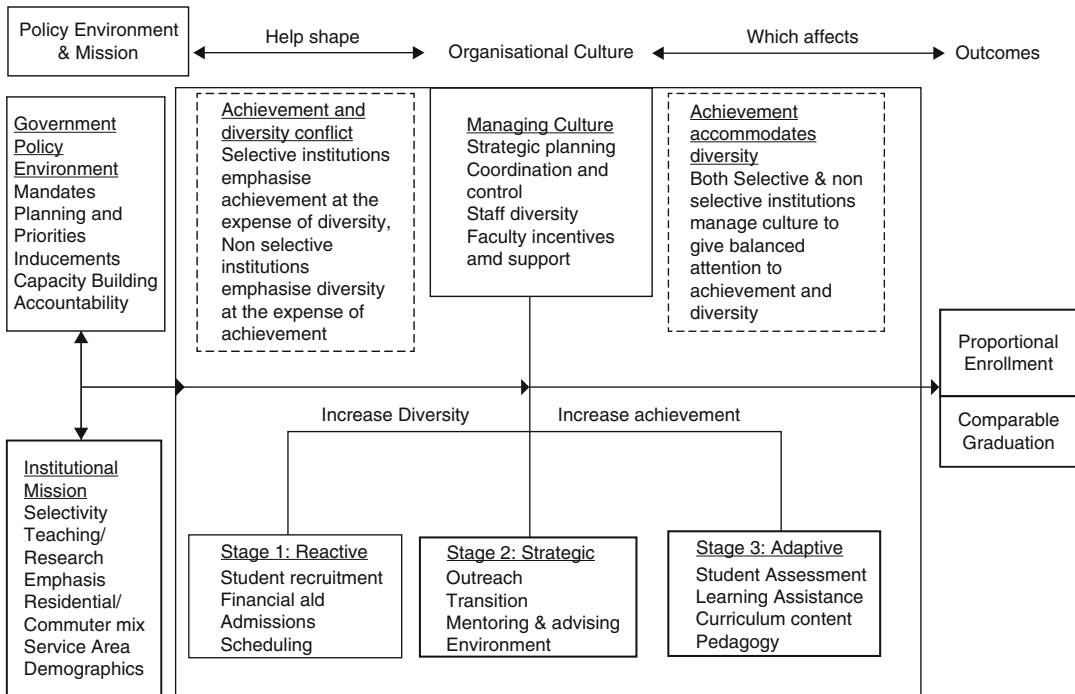 Policy Environment
& Mission
Help shape
Organisational Culture
Which affects
Outcomes
Government
Policy
Environment
Mandates
Planning and
Priorities
Inducements
Capacity Building
Accountability
Achievement and
diversity conflict
Selective institutions
emphasise
achievement at the
expense of diversity,
Non selective
institutions
emphasise diversity
at the expense of
achievement
Managing Culture
Strategic planning
Coordination and
control
Staff diversity
Faculty incentives
amd support
Achievement
accommodates
diversity
Both Selective & non
selective institutions
manage culture to
give balanced
attention to
achievement and
diversity
Proportional
Enrollment
Comparable
Graduation
Increase Diversity
Increase achievement
Institutional
Mission
Selectivity
Teaching/
Research
Emphasis
Residential/
Commuter mix
Service Area
Demographics
Stage 1: Reactive
Student recruitment
Financial ald
Admissions
Scheduling
Stage 2: Strategic
Outreach
Transition
Mentoring & advising
Environment
Stage 3: Adaptive
Student Assessment
Learning Assistance
Curriculum content
Pedagogy